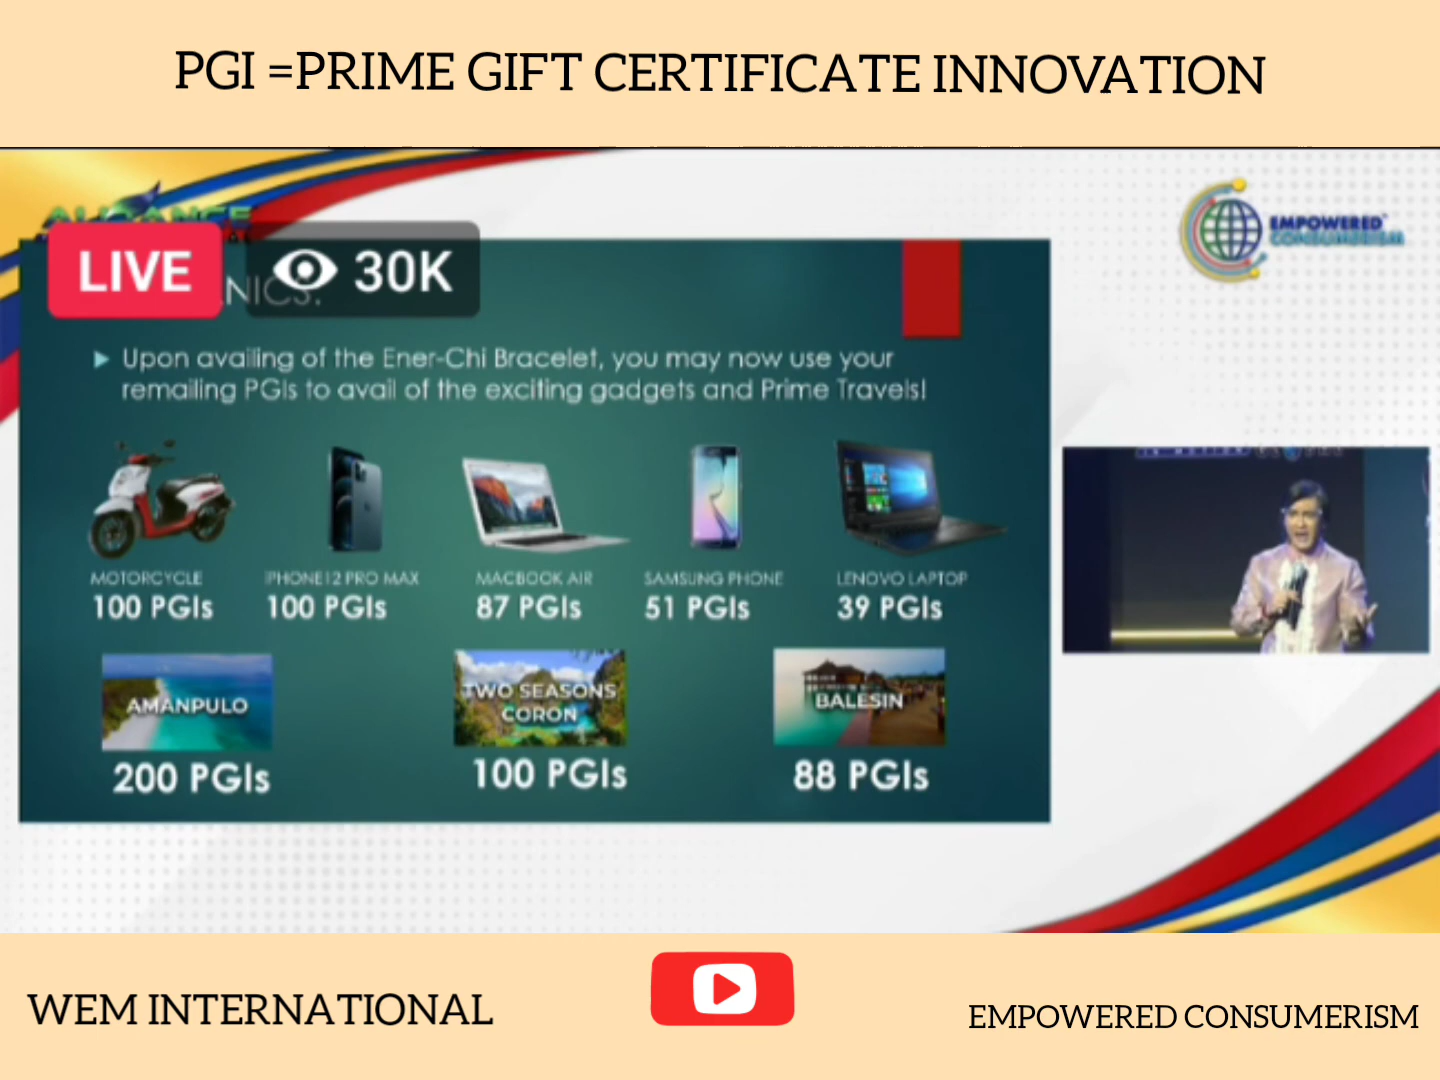 PGI =PRIME GIFT CERTIFICATE INNOVATION
EMPOWERED
CONSUMERISM
LIVE
30K
Upon availing of the Ener-Chi Bracelet, you may now use your
remailing PGIs to avail of the exciting gadgets and Prime Travels!
MOTORCYCLE
100 PGIs
IPHONE12 PRO MAX
100 PGIs
MACBOOK AIR
87 PGIs
SAMSUNG PHONE
51 PGIs
LENOVO LAPTOP
39 PGIs
AMANPULO
200 PGIs
TWO SEASONS
CORON
100 PGIs
BALESIN
88 PGIs
WEM INTERNATIONAL
EMPOWERED CONSUMERISM